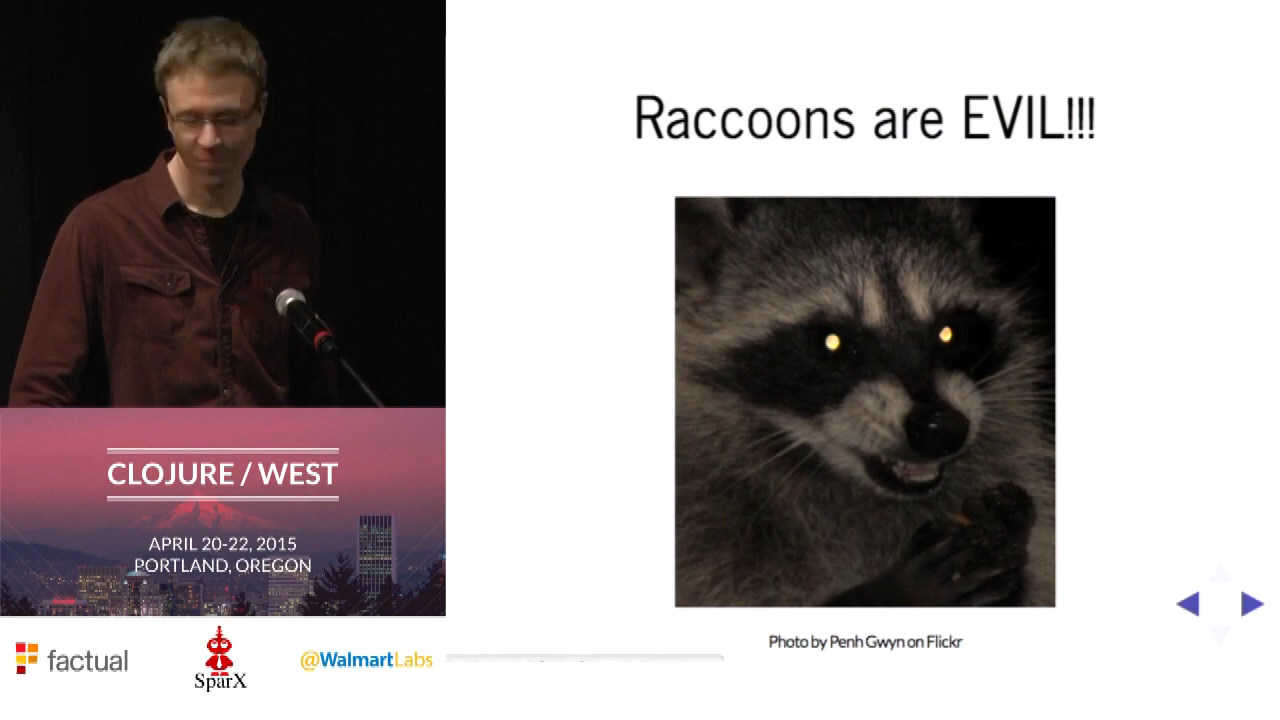 Raccoons are EVIL!!!
Photo by Penh Gwyn on Flickr
CLOJURE / WEST
APRIL 20-22, 2015
PORTLAND, OREGON
factual
SparX
@WalmartLabs